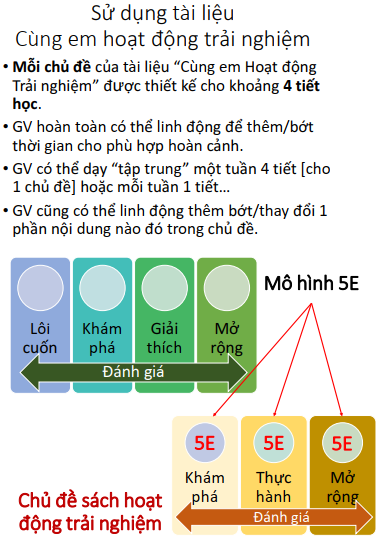 Sử dụng tài liệu
Cùng em hoạt động trải nghiệm
• Mỗi chủ đề của tài liệu “Cùng em Hoạt động
Trải nghiệm” được thiết kế cho khoảng 4 tiết
học.
• GV hoàn toàn có thể linh động để thêm/bớt
thời gian cho phù hợp hoàn cảnh.
• GV có thể dạy “tập trung” một tuần 4 tiết [cho
1 chủ đề] hoặc mỗi tuần 1 tiết...
• GV cũng có thể linh động thêm bớt/thay đổi 1
phần nội dung nào đó trong chủ đề.
Mô hình 5E
Lôi
cuốn
Khám
phá
Giải
thích
Mở
rộng
Đánh giá
5E
5E
5E
Khám
phá
Thực
hành
Mở
rộng
Đánh giá
Chủ đề sách hoạt
động trải nghiệm